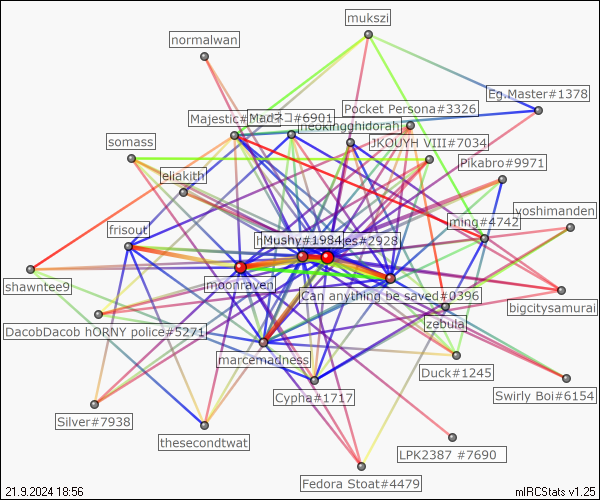 mukszi
normalwan
Eg.Master#1378
Pocket Persona#3326
Majestic#
Madネコ#6901
neokingghidorah
somass
JKOUYH VIII#7034
Pikabro#9971
eliakith
yoshimanden
ming#4742
frisout
Mushy#1984
es#2928
shawntee9
moonraven
bigcitysamurai
Can anything be saved#0396
zebula
DacobDacob hORNY police#5271
marcemadness
Duck#1245
Cypha#1717
Swirly Boi#6154
Silver#7938
thesecondtwat
LPK2387 #7690
Fedora Stoat#4479
21.9.2024 18:56
mIRCStats v1.25